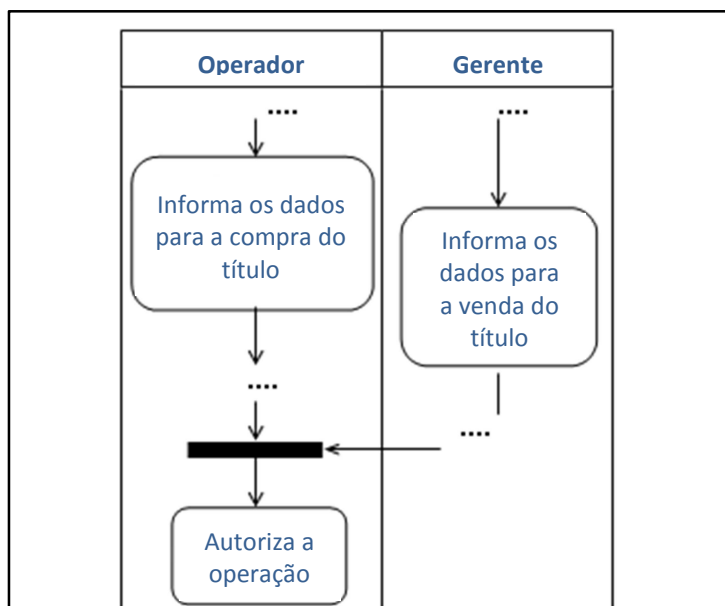 Operador
Gerente
....
....
Informa os dados
para a compra do
título
Informa os
dados para
a venda do
título
....
....
Autoriza a
operação